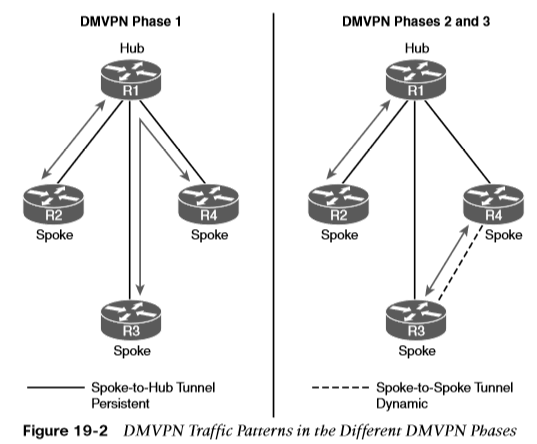 DMVPN Phase 1
Hub
R1
R2
Spoke
R4
Spoke
R3
Spoke
Spoke-to-Hub Tunnel
Persistent
DMVPN Phases 2 and 3
Hub
R1
R2
Spoke
R4
Spoke
R3
Spoke
Spoke-to-Spoke Tunnel
Dynamic
Figure 19-2 DMVPN Traffic Patterns in the Different DMVPN Phases